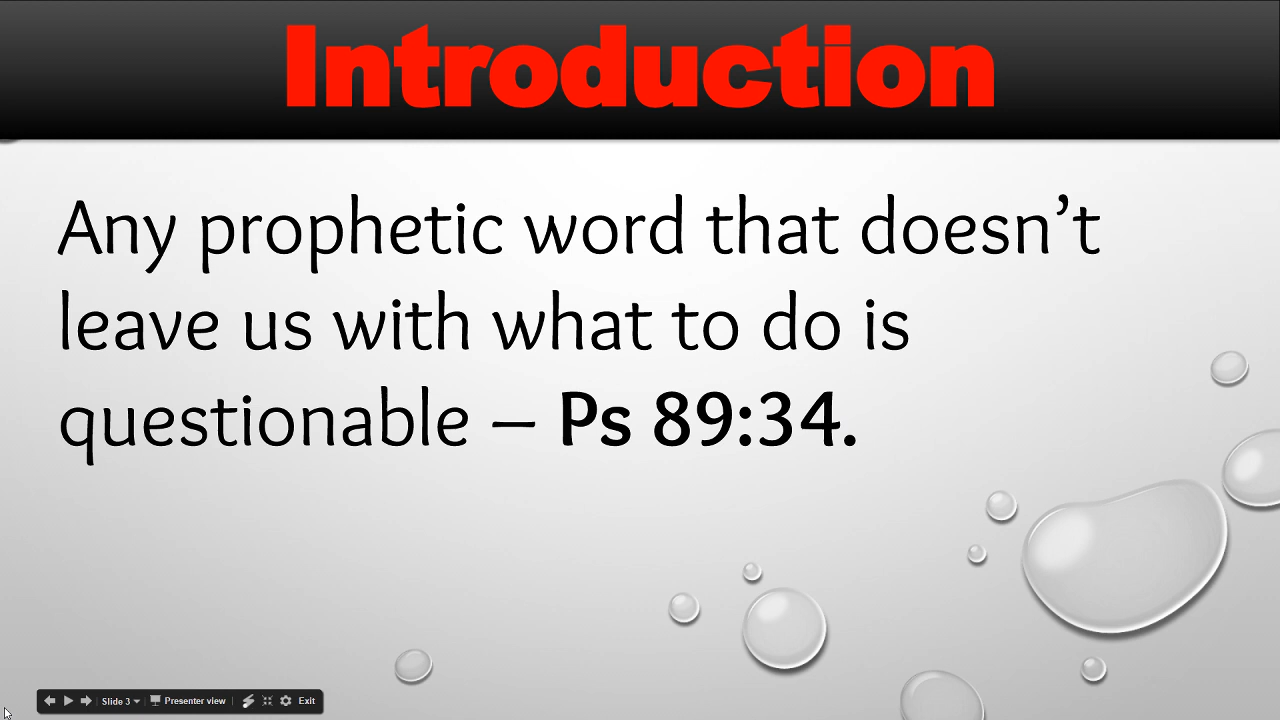 Introduction
Any prophetic word that doesn’t
leave us with what to do is
questionable – Ps 89:34.
Slide 3 Presenter view Exit